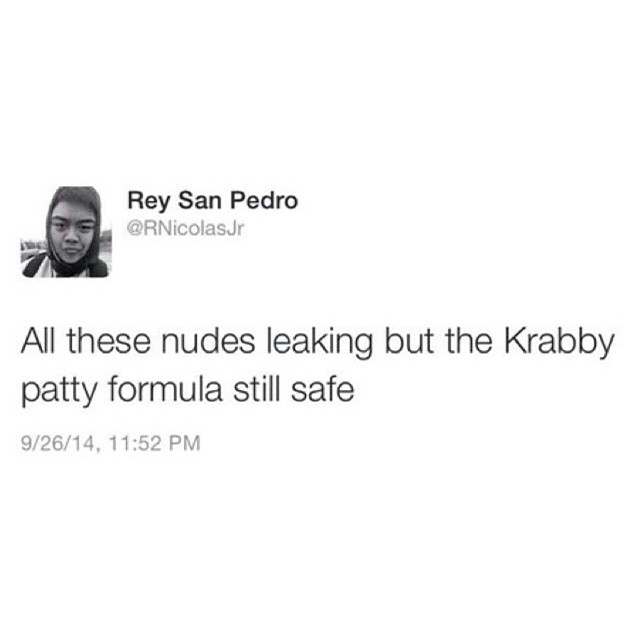 Rey San Pedro
@RNicolasJr
All these nudes leaking but the Krabby
patty formula still safe
9/26/14, 11:52 PM